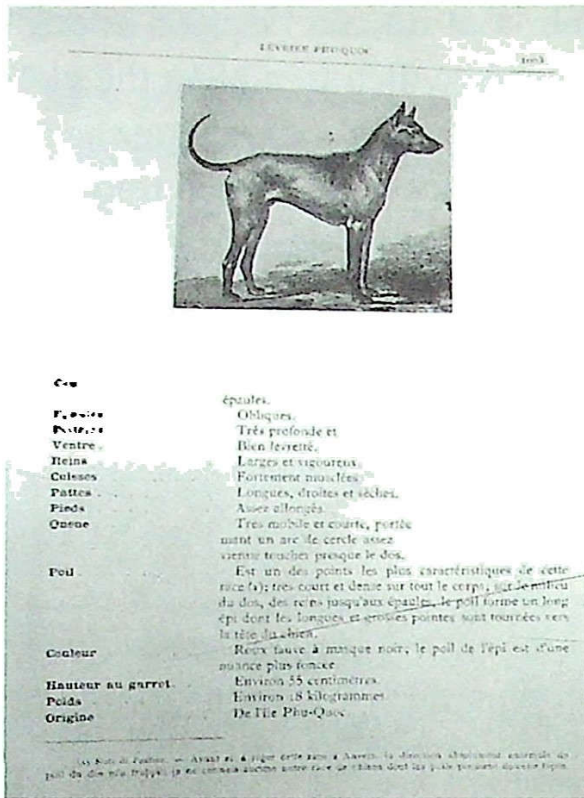 LÉVRIER PHU-QUOC
Cou
épaules.
Obliques.
Très profonde et
Ventre. Bien levretté.
Reins Larges et vigoureux.
Cuisses Fortement musclées
Pattes Longues, droites et sèches.
Pieds Assez allongés.
Queue Très mobile et courte, portée
mant un arc de cercle assez
vienne toucher presque le dos.
Poil Est un des points les plus caractéristiques de cette
race (1); très court et dense sur tout le corps, sur le milieu
du dos, des reins jusqu'aux épaules, le poil forme un long
épi dont les longues et grosses pointes sont tournées vers
la tête du chien.
Couleur Roux fauve à masque noir; le poil de l'épi est d'une
nuance plus foncée.
Hauteur au garrot. Environ 55 centimètres.
Poids Environ 18 kilogrammes
Origine De l'île Phu-Quoc